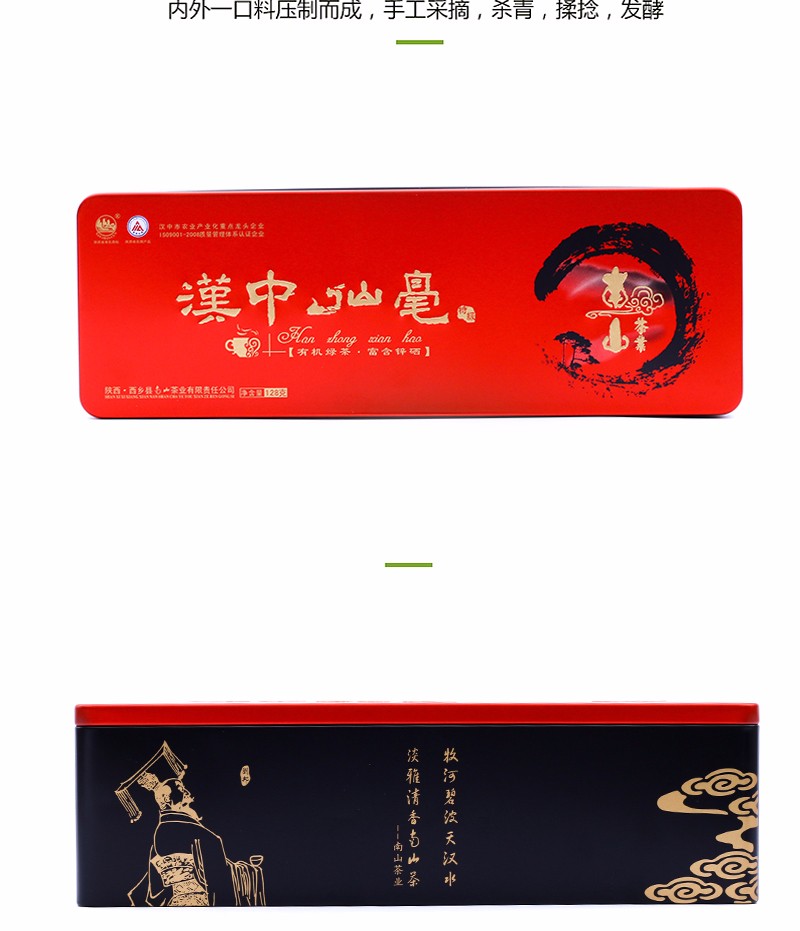 内外一口料压制而成，手工采摘，杀青，揉捻，发酵
汉中市农业产业化重点龙头企业
ISO9001-2008质量管理体系认证企业
漢中仙毫
Han zhong xian hao
【有机绿茶·富含锌硒】
南山
茶業
陕西·西乡县南山茶业有限责任公司
净含量 128克
牧河碧波天汉水
淡雅清香南山茶
——南山茶业